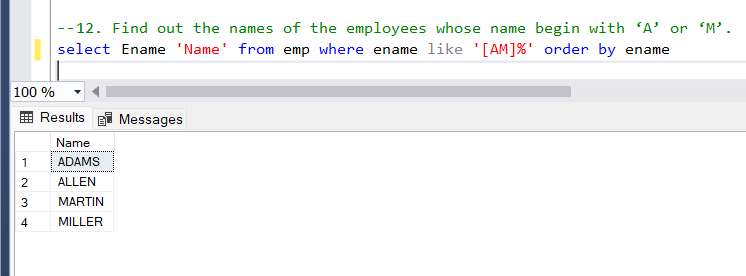 --12. Find out the names of the employees whose name begin with ‘A’ or ‘M’.
select Ename 'Name' from emp where ename like '[AM]%' order by ename
100 %
Results Messages
Name
1 ADAMS
2 ALLEN
3 MARTIN
4 MILLER